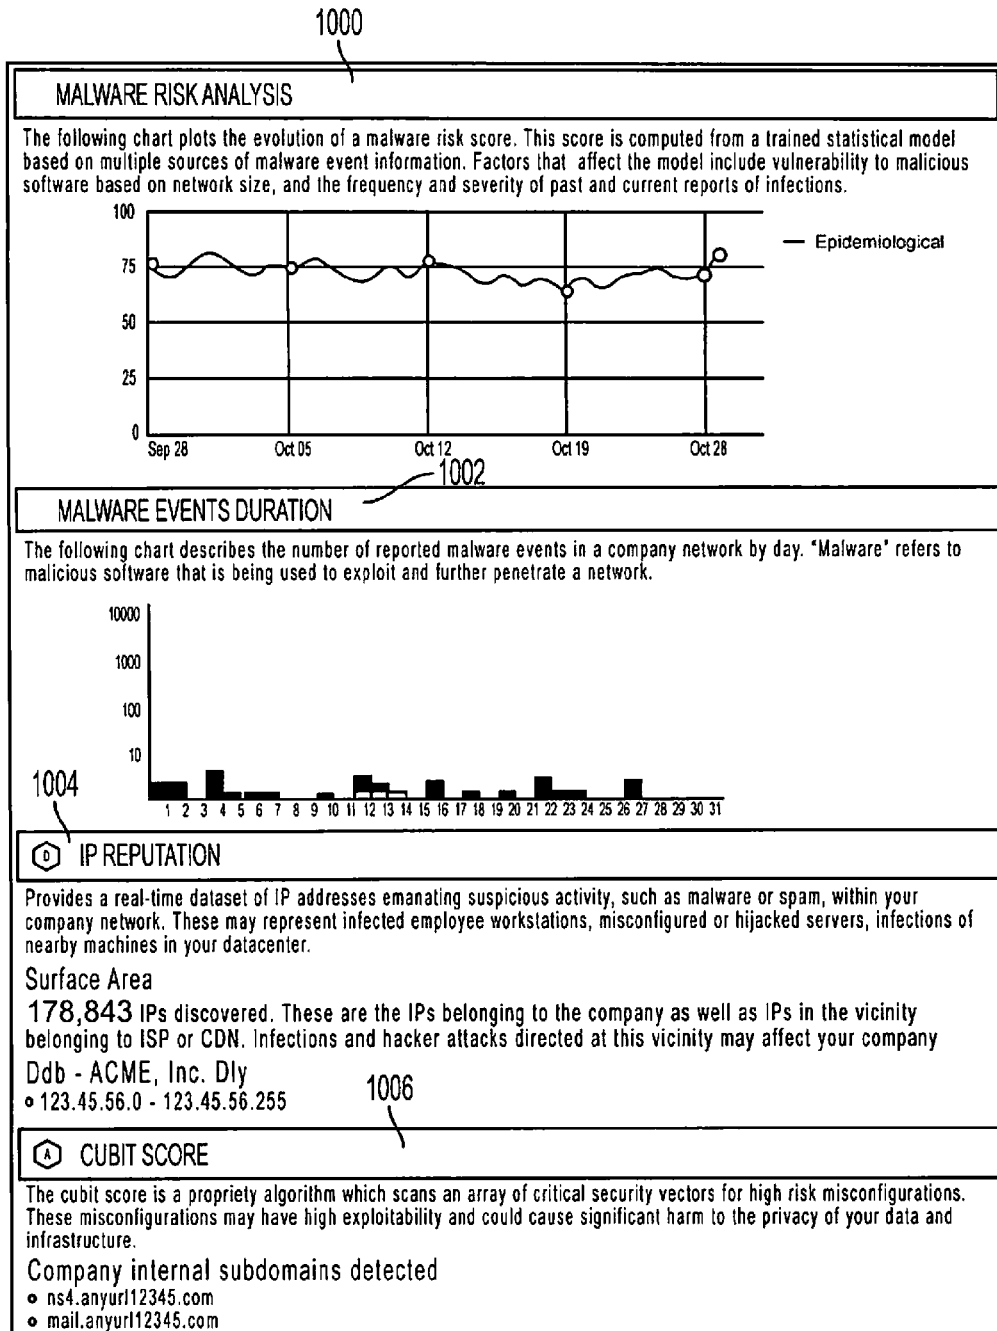 1000
MALWARE RISK ANALYSIS
The following chart plots the evolution of a malware risk score. This score is computed from a trained statistical model
based on multiple sources of malware event information. Factors that affect the model include vulnerability to malicious
software based on network size, and the frequency and severity of past and current reports of infections.
100
75
50
25
0
Epidemiological
Sep 28 Oct 05 Oct 12 Oct 19 Oct 28
1002
MALWARE EVENTS DURATION
The following chart describes the number of reported malware events in a company network by day. "Malware" refers to
malicious software that is being used to exploit and further penetrate a network.
10000
1000
100
10
1 2 3 4 5 6 7 8 9 10 11 12 13 14 15 16 17 18 19 20 21 22 23 24 25 26 27 28 29 30 31
1004
D IP REPUTATION
Provides a real-time dataset of IP addresses emanating suspicious activity, such as malware or spam, within your
company network. These may represent infected employee workstations, misconfigured or hijacked servers, infections of
nearby machines in your datacenter.
Surface Area
178,843 IPs discovered. These are the IPs belonging to the company as well as IPs in the vicinity
belonging to ISP or CDN. Infections and hacker attacks directed at this vicinity may affect your company
Ddb - ACME, Inc. Dly
123.45.56.0 - 123.45.56.255
1006
A CUBIT SCORE
The cubit score is a propriety algorithm which scans an array of critical security vectors for high risk misconfigurations.
These misconfigurations may have high exploitability and could cause significant harm to the privacy of your data and
infrastructure.
Company internal subdomains detected
ns4.anyurl12345.com
mail.anyurl12345.com